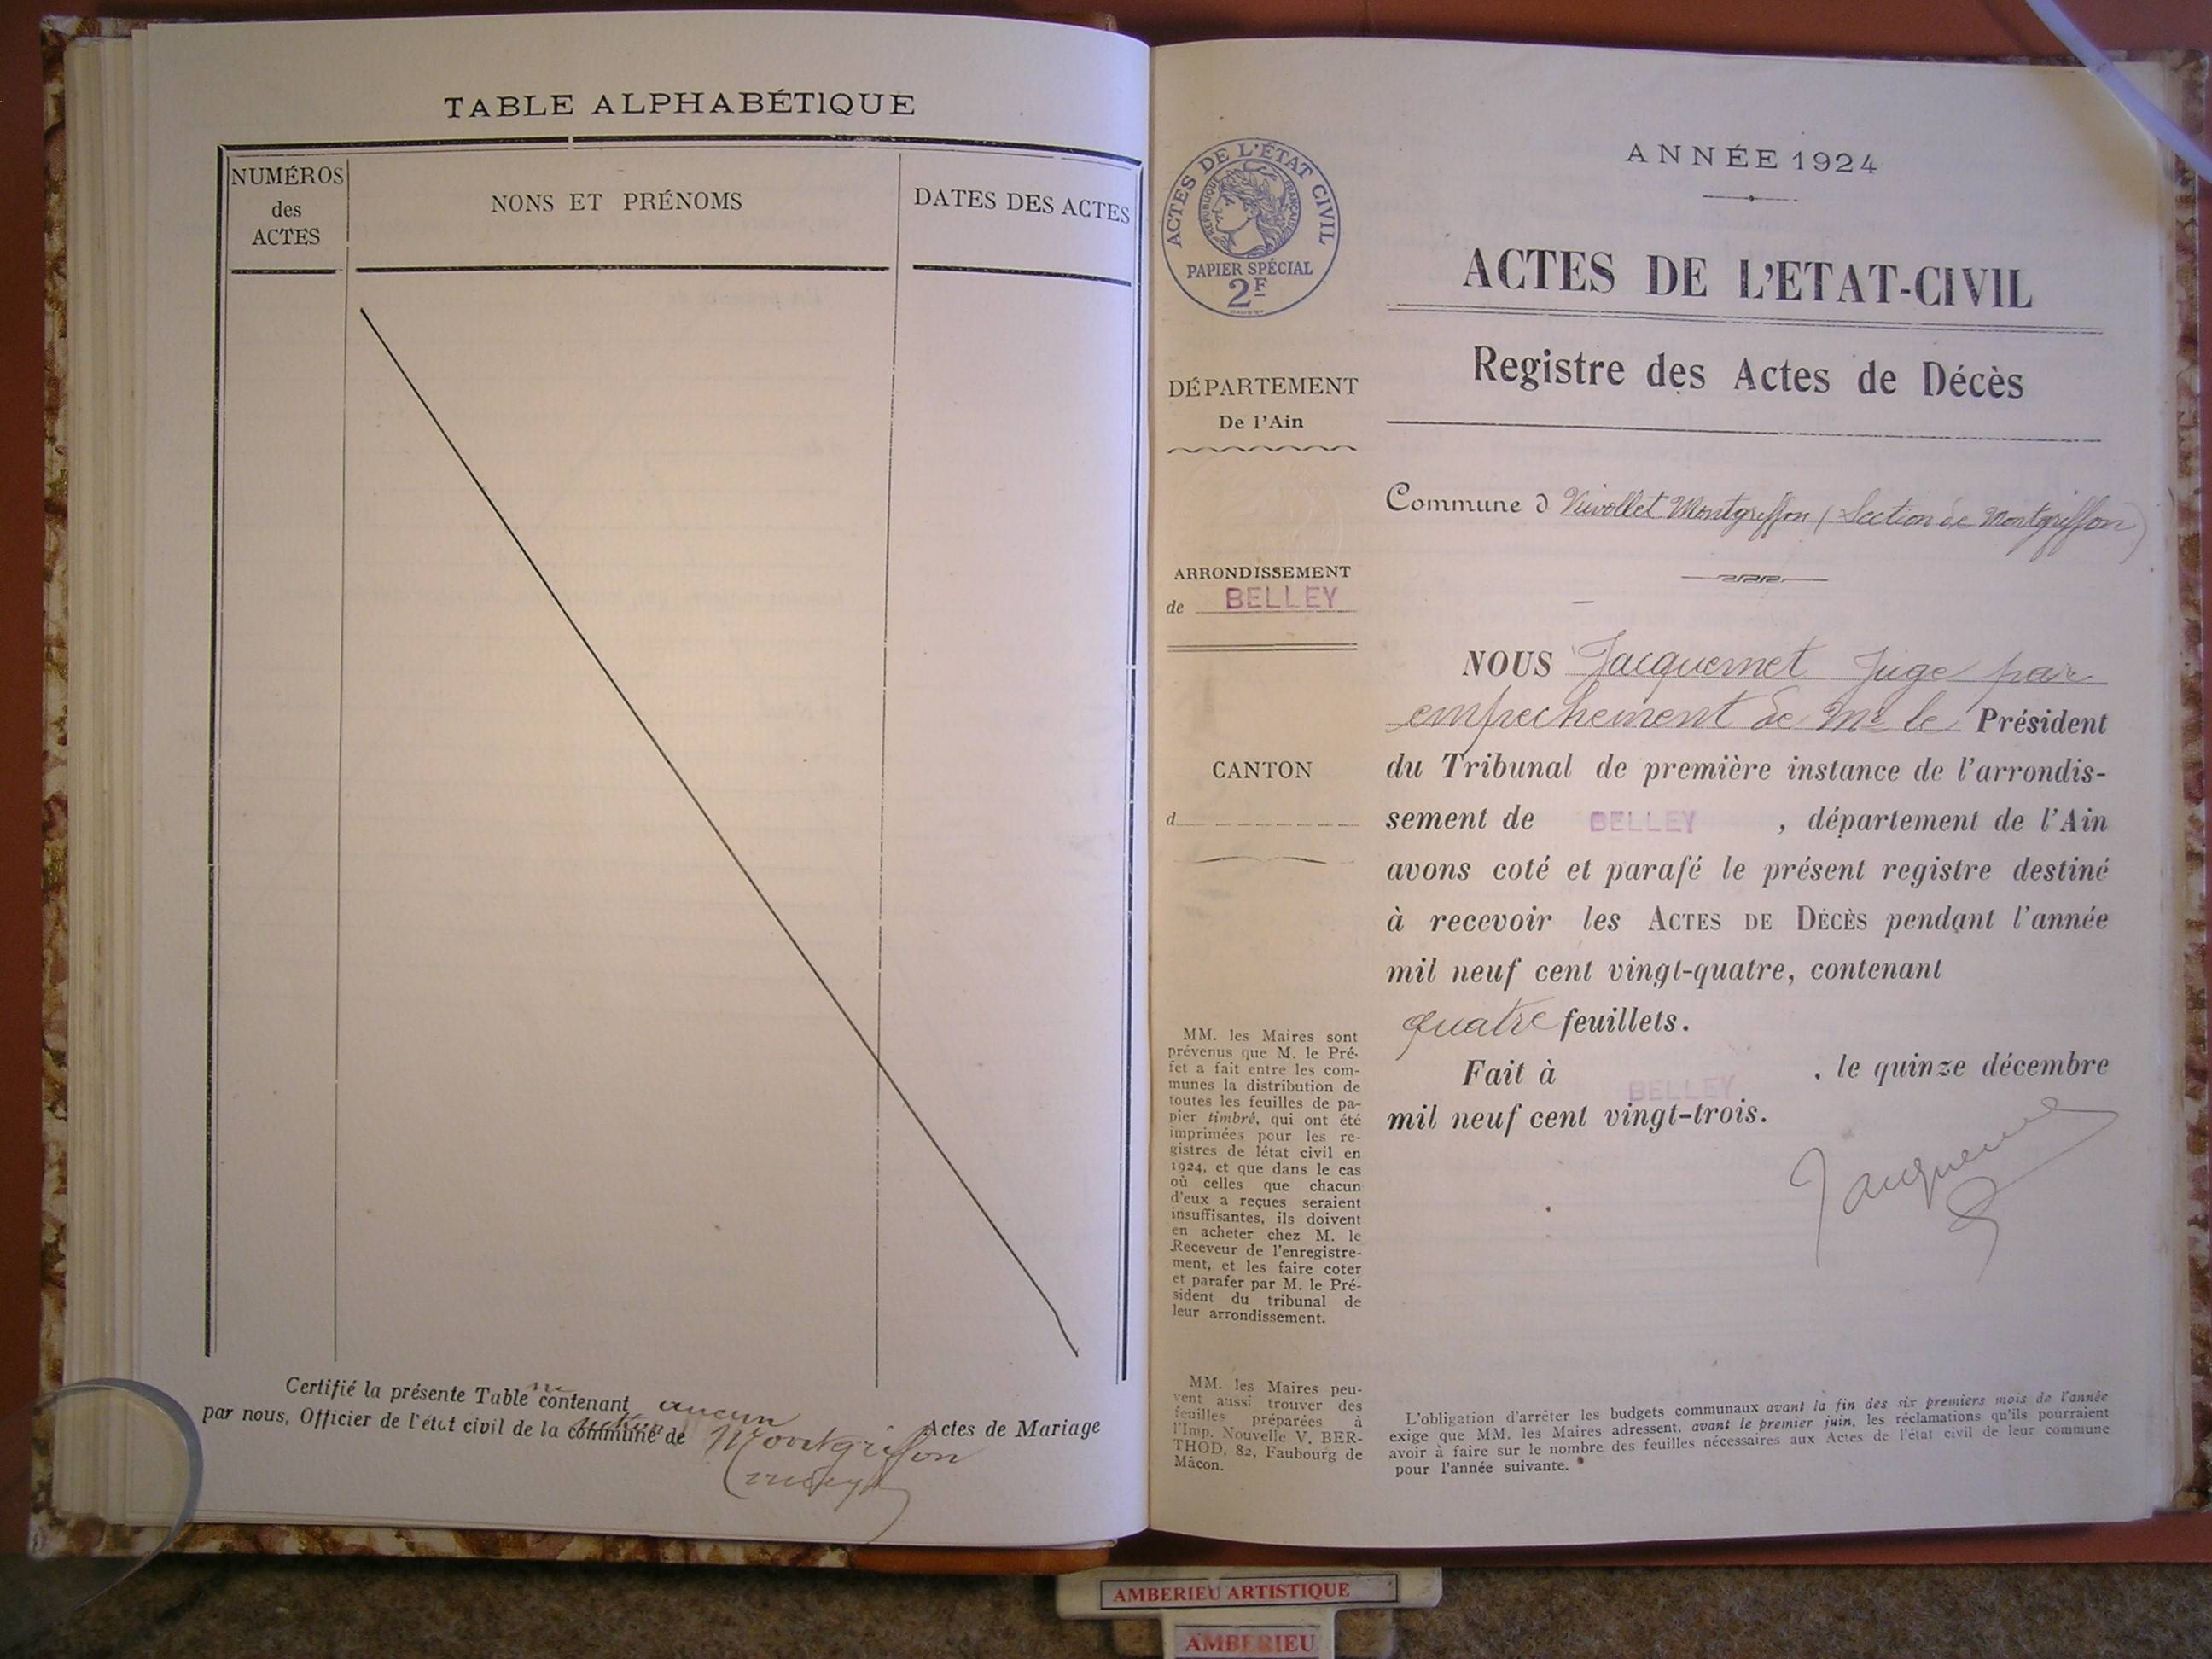 TABLE ALPHABÉTIQUE
NUMÉROS
des
ACTES
NONS ET PRÉNOMS
DATES DES ACTES
Certifié la présente Table contenant aucun Actes de Mariage
par nous, Officier de l'état civil de la section commune de Montgriffon
ACTES DE L'ÉTAT CIVIL
RÉPUBLIQUE FRANÇAISE
PAPIER SPÉCIAL
2F
DÉPARTEMENT
De l'Ain
ARRONDISSEMENT
de BELLEY
CANTON
d
MM. les Maires sont
prévenus que M. le Pré-
fet a fait entre les com-
munes la distribution de
toutes les feuilles de pa-
pier timbré, qui ont été
imprimées pour les re-
gistres de létat civil en
1924, et que dans le cas
où celles que chacun
d'eux a reçues seraient
insuffisantes, ils doivent
en acheter chez M. le
Receveur de l'enregistre-
ment, et les faire coter
et parafer par M. le Pré-
sident du tribunal de
leur arrondissement.
MM. les Maires peu-
vent aussi trouver des
feuilles préparées à
l'Imp. Nouvelle V. BER-
THOD, 82, Faubourg de
Mâcon.
ANNÉE 1924
ACTES DE L'ETAT-CIVIL
Registre des Actes de Décès
Commune d Vieu­ollet Montgriffon (Section de Montgriffon)
NOUS Jacquemet Juge par
empechement de Mr le Président
du Tribunal de première instance de l'arrondis-
sement de BELLEY , département de l'Ain
avons coté et parafé le présent registre destiné
à recevoir les ACTES DE DÉCÈS pendant l'année
mil neuf cent vingt-quatre, contenant
quatre feuillets.
Fait à BELLEY , le quinze décembre
mil neuf cent vingt-trois.
Jacquemet
L'obligation d'arrêter les budgets communaux avant la fin des six premiers mois de l'année
exige que MM. les Maires adressent, avant le premier juin, les réclamations qu'ils pourraient
avoir à faire sur le nombre des feuilles nécessaires aux Actes de l'état civil de leur commune
pour l'année suivante.
AMBERIEU ARTISTIQUE
AMBERIEU